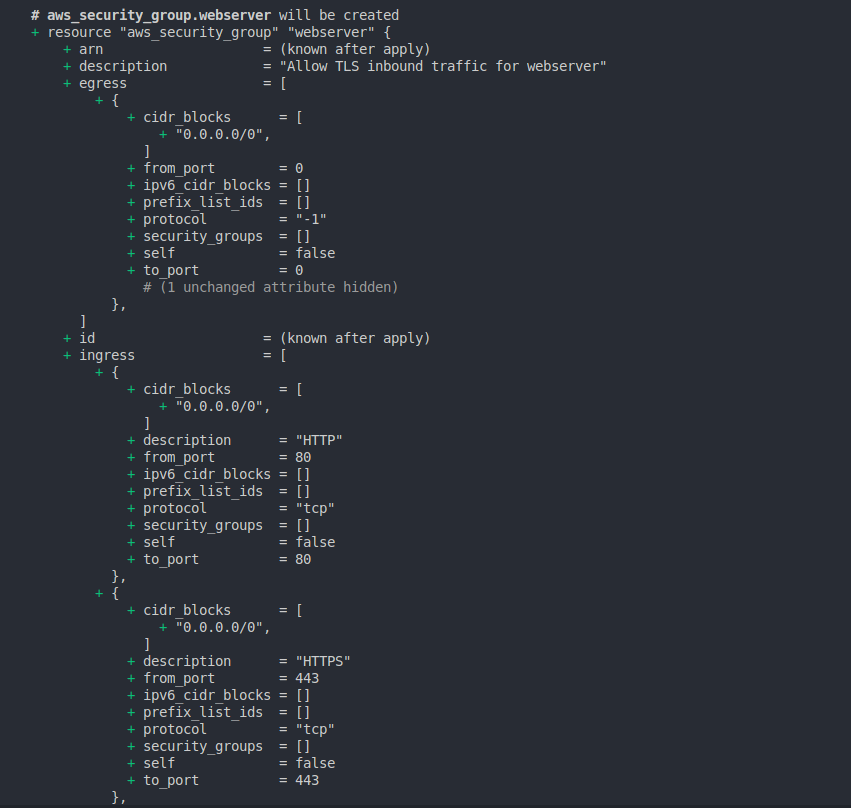 # aws_security_group.webserver will be created
+ resource "aws_security_group" "webserver" {
    + arn                    = (known after apply)
    + description            = "Allow TLS inbound traffic for webserver"
    + egress                 = [
        + {
            + cidr_blocks      = [
                + "0.0.0.0/0",
              ]
            + from_port        = 0
            + ipv6_cidr_blocks = []
            + prefix_list_ids  = []
            + protocol         = "-1"
            + security_groups  = []
            + self             = false
            + to_port          = 0
              # (1 unchanged attribute hidden)
          },
      ]
    + id                     = (known after apply)
    + ingress                = [
        + {
            + cidr_blocks      = [
                + "0.0.0.0/0",
              ]
            + description      = "HTTP"
            + from_port        = 80
            + ipv6_cidr_blocks = []
            + prefix_list_ids  = []
            + protocol         = "tcp"
            + security_groups  = []
            + self             = false
            + to_port          = 80
          },
        + {
            + cidr_blocks      = [
                + "0.0.0.0/0",
              ]
            + description      = "HTTPS"
            + from_port        = 443
            + ipv6_cidr_blocks = []
            + prefix_list_ids  = []
            + protocol         = "tcp"
            + security_groups  = []
            + self             = false
            + to_port          = 443
          },